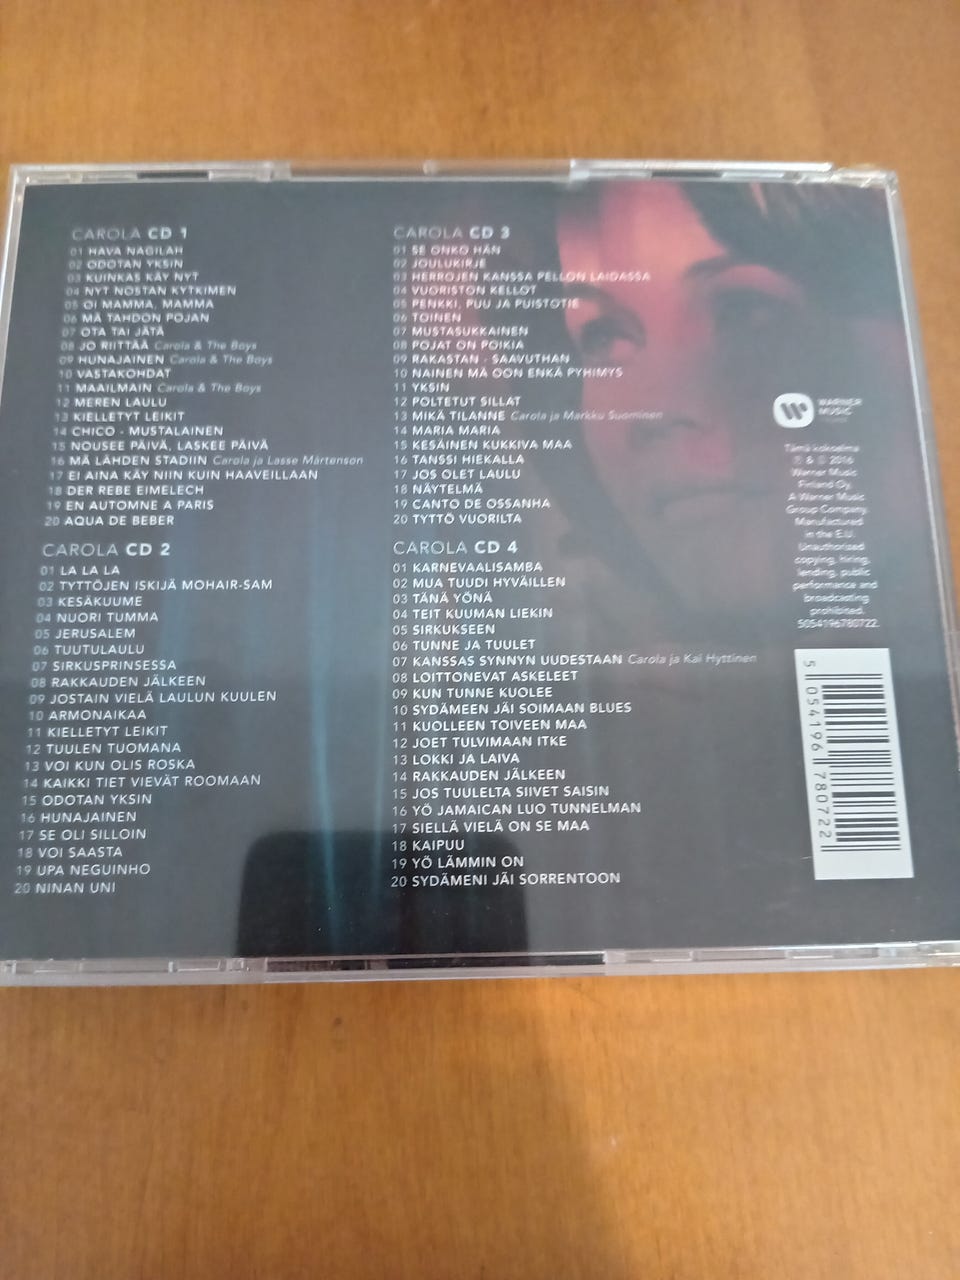 CAROLA CD 1
01 HAVA NAGILAH
02 ODOTAN YKSIN
03 KUINKAS KÄY NYT
04 NYT NOSTAN KYTKIMEN
05 OI MAMMA, MAMMA
06 MÄ TAHDON POJAN
07 OTA TAI JÄTÄ
08 JO RIITTÄÄ Carola & The Boys
09 HUNAJAINEN Carola & The Boys
10 VASTAKOHDAT
11 MAAILMAIN Carola & The Boys
12 MEREN LAULU
13 KIELLETYT LEIKIT
14 CHICO - MUSTALAINEN
15 NOUSEE PÄIVÄ, LASKEE PÄIVÄ
16 MÄ LÄHDEN STADIIN Carola ja Lasse Mårtenson
17 EI AINA KÄY NIIN KUIN HAAVEILLAAN
18 DER REBE EIMELECH
19 EN AUTOMNE A PARIS
20 AQUA DE BEBER
CAROLA CD 2
01 LA LA LA
02 TYTTÖJEN ISKIJÄ MOHAIR-SAM
03 KESÄKUUME
04 NUORI TUMMA
05 JERUSALEM
06 TUUTULAULU
07 SIRKUSPRINSESSA
08 RAKKAUDEN JÄLKEEN
09 JOSTAIN VIELÄ LAULUN KUULEN
10 ARMONAIKAA
11 KIELLETYT LEIKIT
12 TUULEN TUOMANA
13 VOI KUN OLIS ROSKA
14 KAIKKI TIET VIEVÄT ROOMAAN
15 ODOTAN YKSIN
16 HUNAJAINEN
17 SE OLI SILLOIN
18 VOI SAASTA
19 UPA NEGUINHO
20 NINAN UNI
CAROLA CD 3
01 SE ONKO HÄN
02 JOULUKIRJE
03 HERROJEN KANSSA PELLON LAIDASSA
04 VUORISTON KELLOT
05 PENKKI, PUU JA PUISTOTIE
06 TOINEN
07 MUSTASUKKAINEN
08 POJAT ON POIKIA
09 RAKASTAN - SAAVUTHAN
10 NAINEN MÄ OON ENKÄ PYHIMYS
11 YKSIN
12 POLTETUT SILLAT
13 MIKÄ TILANNE Carola ja Markku Suominen
14 MARIA MARIA
15 KESÄINEN KUKKIVA MAA
16 TANSSI HIEKALLA
17 JOS OLET LAULU
18 NÄYTELMÄ
19 CANTO DE OSSANHA
20 TYTTÖ VUORILTA
CAROLA CD 4
01 KARNEVAALISAMBA
02 MUA TUUDI HYVÄILLEN
03 TÄNÄ YÖNÄ
04 TEIT KUUMAN LIEKIN
05 SIRKUKSEEN
06 TUNNE JA TUULET
07 KANSSAS SYNNYN UUDESTAAN Carola ja Kai Hyttinen
08 LOITTONEVAT ASKELEET
09 KUN TUNNE KUOLEE
10 SYDÄMEEN JÄI SOIMAAN BLUES
11 KUOLLEEN TOIVEEN MAA
12 JOET TULVIMAAN ITKE
13 LOKKI JA LAIVA
14 RAKKAUDEN JÄLKEEN
15 JOS TUULELTA SIIVET SAISIN
16 YÖ JAMAICAN LUO TUNNELMAN
17 SIELLÄ VIELÄ ON SE MAA
18 KAIPUU
19 YÖ LÄMMIN ON
20 SYDÄMENI JÄI SORRENTOON
WARNER
MUSIC
Tämä kokoelma
℗ & © 2016
Warner Music
Finland Oy,
A Warner Music
Group Company.
Manufactured
in the E.U.
Unauthorized
copying, hiring,
lending, public
performance and
broadcasting
prohibited.
5054196780722.
5 054196 780722